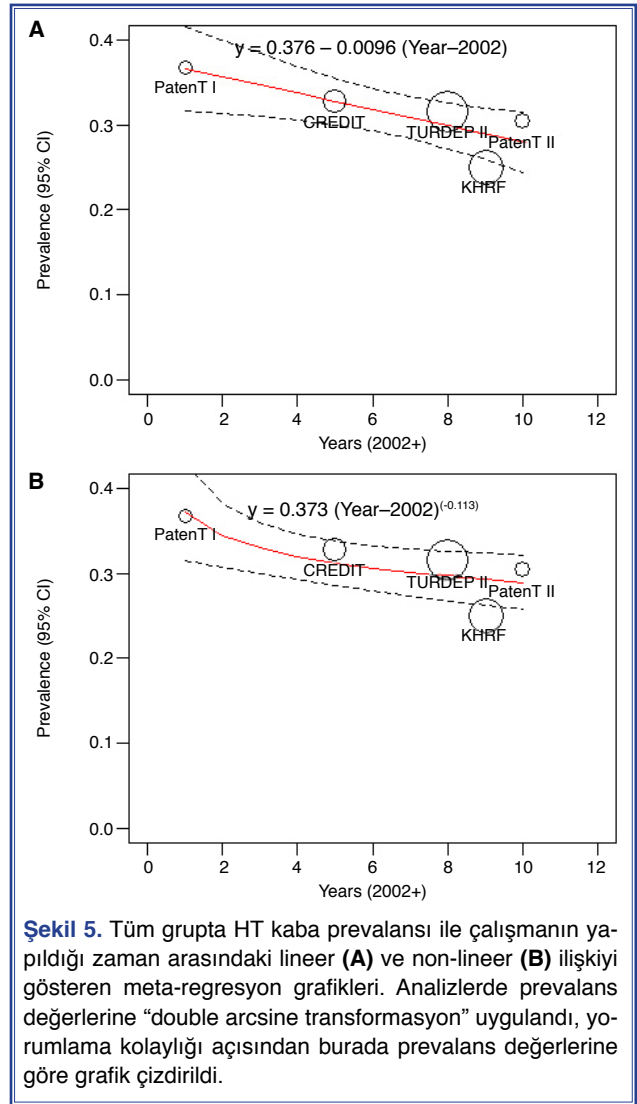 A
y = 0.376 – 0.0096 (Year–2002)
0.4
PatenT I
CREDIT
TURDEP II
PatenT II
0.3
KHRF
0.2
0.1
0.0
Prevalence (95% CI)
0 2 4 6 8 10 12
Years (2002+)
B
0.4
y = 0.373 (Year–2002)(-0.113)
PatenT I
CREDIT
TURDEP II
PatenT II
0.3
KHRF
0.2
0.1
0.0
Prevalence (95% CI)
0 2 4 6 8 10 12
Years (2002+)
Şekil 5. Tüm grupta HT kaba prevalansı ile çalışmanın ya-
pıldığı zaman arasındaki lineer (A) ve non-lineer (B) ilişkiyi
gösteren meta-regresyon grafikleri. Analizlerde prevalans
değerlerine “double arcsine transformasyon” uygulandı, yo-
rumlama kolaylığı açısından burada prevalans değerlerine
göre grafik çizdirildi.